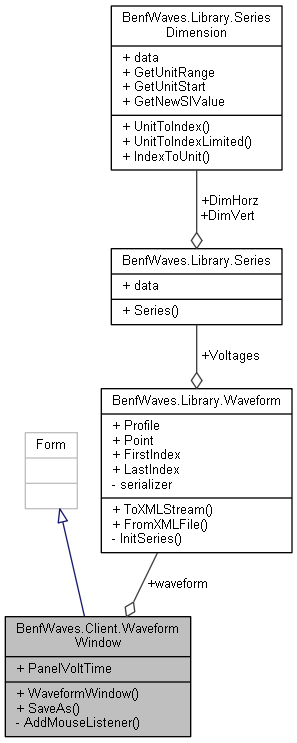 BenfWaves.Library.Series
Dimension
+ data
+ GetUnitRange
+ GetUnitStart
+ GetNewSIValue
+ UnitToIndex()
+ UnitToIndexLimited()
+ IndexToUnit()
+DimHorz
+DimVert
BenfWaves.Library.Series
+ data
+ Series()
+Voltages
BenfWaves.Library.Waveform
+ Profile
+ Point
+ FirstIndex
+ LastIndex
- serializer
+ ToXMLStream()
+ FromXMLFile()
- InitSeries()
Form
+waveform
BenfWaves.Client.Waveform
Window
+ PanelVoltTime
+ WaveformWindow()
+ SaveAs()
- AddMouseListener()